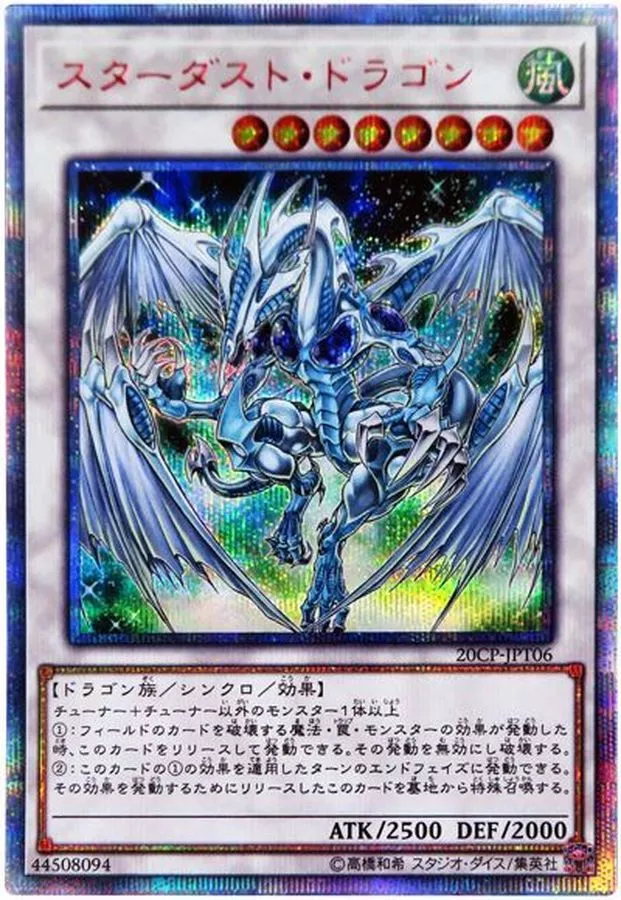 スターダスト・ドラゴン
風
20CP-JPT06
【ドラゴン族／シンクロ／効果】
チューナー＋チューナー以外のモンスター1体以上
①：フィールドのカードを破壊する魔法・罠・モンスターの効果が発動した
時、このカードをリリースして発動できる。その発動を無効にし破壊する。
②：このカードの①の効果を適用したターンのエンドフェイズに発動できる。
その効果を発動するためにリリースしたこのカードを墓地から特殊召喚する。
ATK/2500 DEF/2000
44508094
©高橋和希 スタジオ・ダイス/集英社